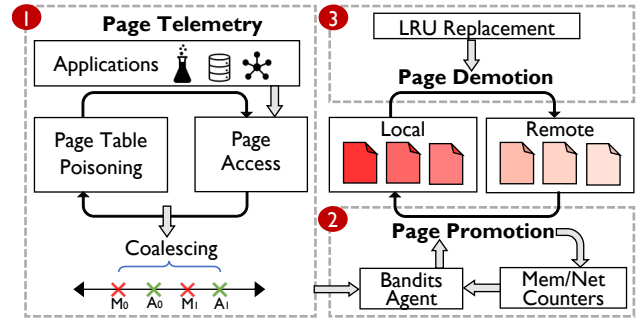 1
Page Telemetry
Applications
Page Table
Poisoning
Page
Access
Coalescing
M0 A0 M1 A1
3
LRU Replacement
Page Demotion
Local
Remote
2
Page Promotion
Bandits
Agent
Mem/Net
Counters